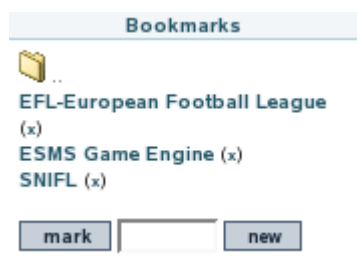 Bookmarks
..
EFL-European Football League
(x)
ESMS Game Engine (x)
SNIFL (x)
mark new